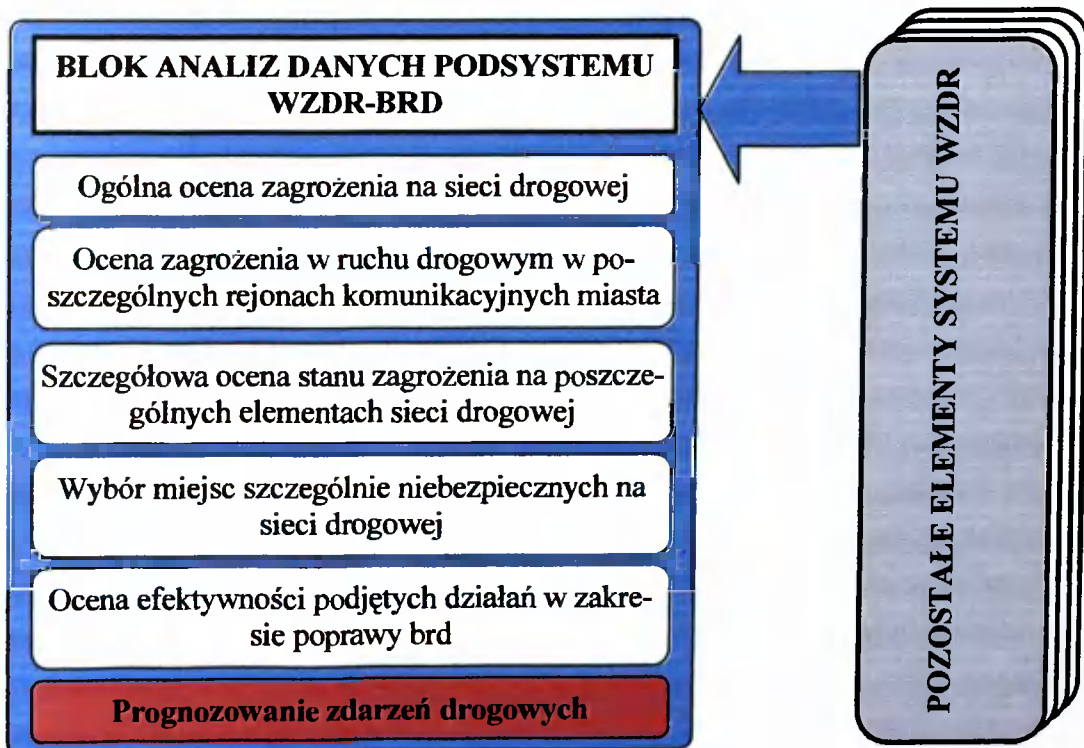 BLOK ANALIZ DANYCH PODSYSTEMU
WZDR-BRD
Ogólna ocena zagrożenia na sieci drogowej
Ocena zagrożenia w ruchu drogowym w po-
szczególnych rejonach komunikacyjnych miasta
Szczegółowa ocena stanu zagrożenia na poszcze-
gólnych elementach sieci drogowej
Wybór miejsc szczególnie niebezpiecznych na
sieci drogowej
Ocena efektywności podjętych działań w zakre-
sie poprawy brd
Prognozowanie zdarzeń drogowych
POZOSTAŁE ELEMENTY SYSTEMU WZDR